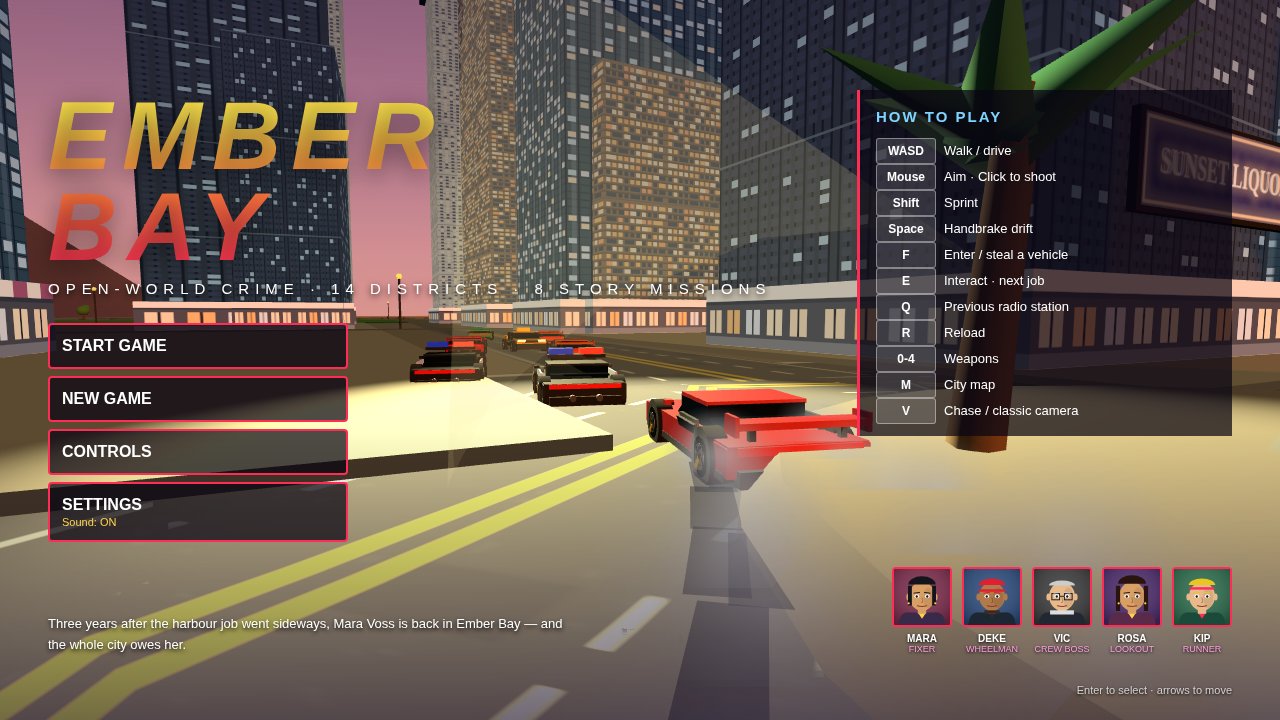 EMBER
BAY
OPEN-WORLD CRIME · 14 DISTRICTS · 8 STORY MISSIONS
START GAME
NEW GAME
CONTROLS
SETTINGS
Sound: ON
Three years after the harbour job went sideways, Mara Voss is back in Ember Bay — and
the whole city owes her.
HOW TO PLAY
WASD Walk / drive
Mouse Aim · Click to shoot
Shift Sprint
Space Handbrake drift
F Enter / steal a vehicle
E Interact · next job
Q Previous radio station
R Reload
0-4 Weapons
M City map
V Chase / classic camera
SUNSET LIQUO
MARA DEKE VIC ROSA KIP
FIXER WHEELMAN CREW BOSS LOOKOUT RUNNER
Enter to select · arrows to move